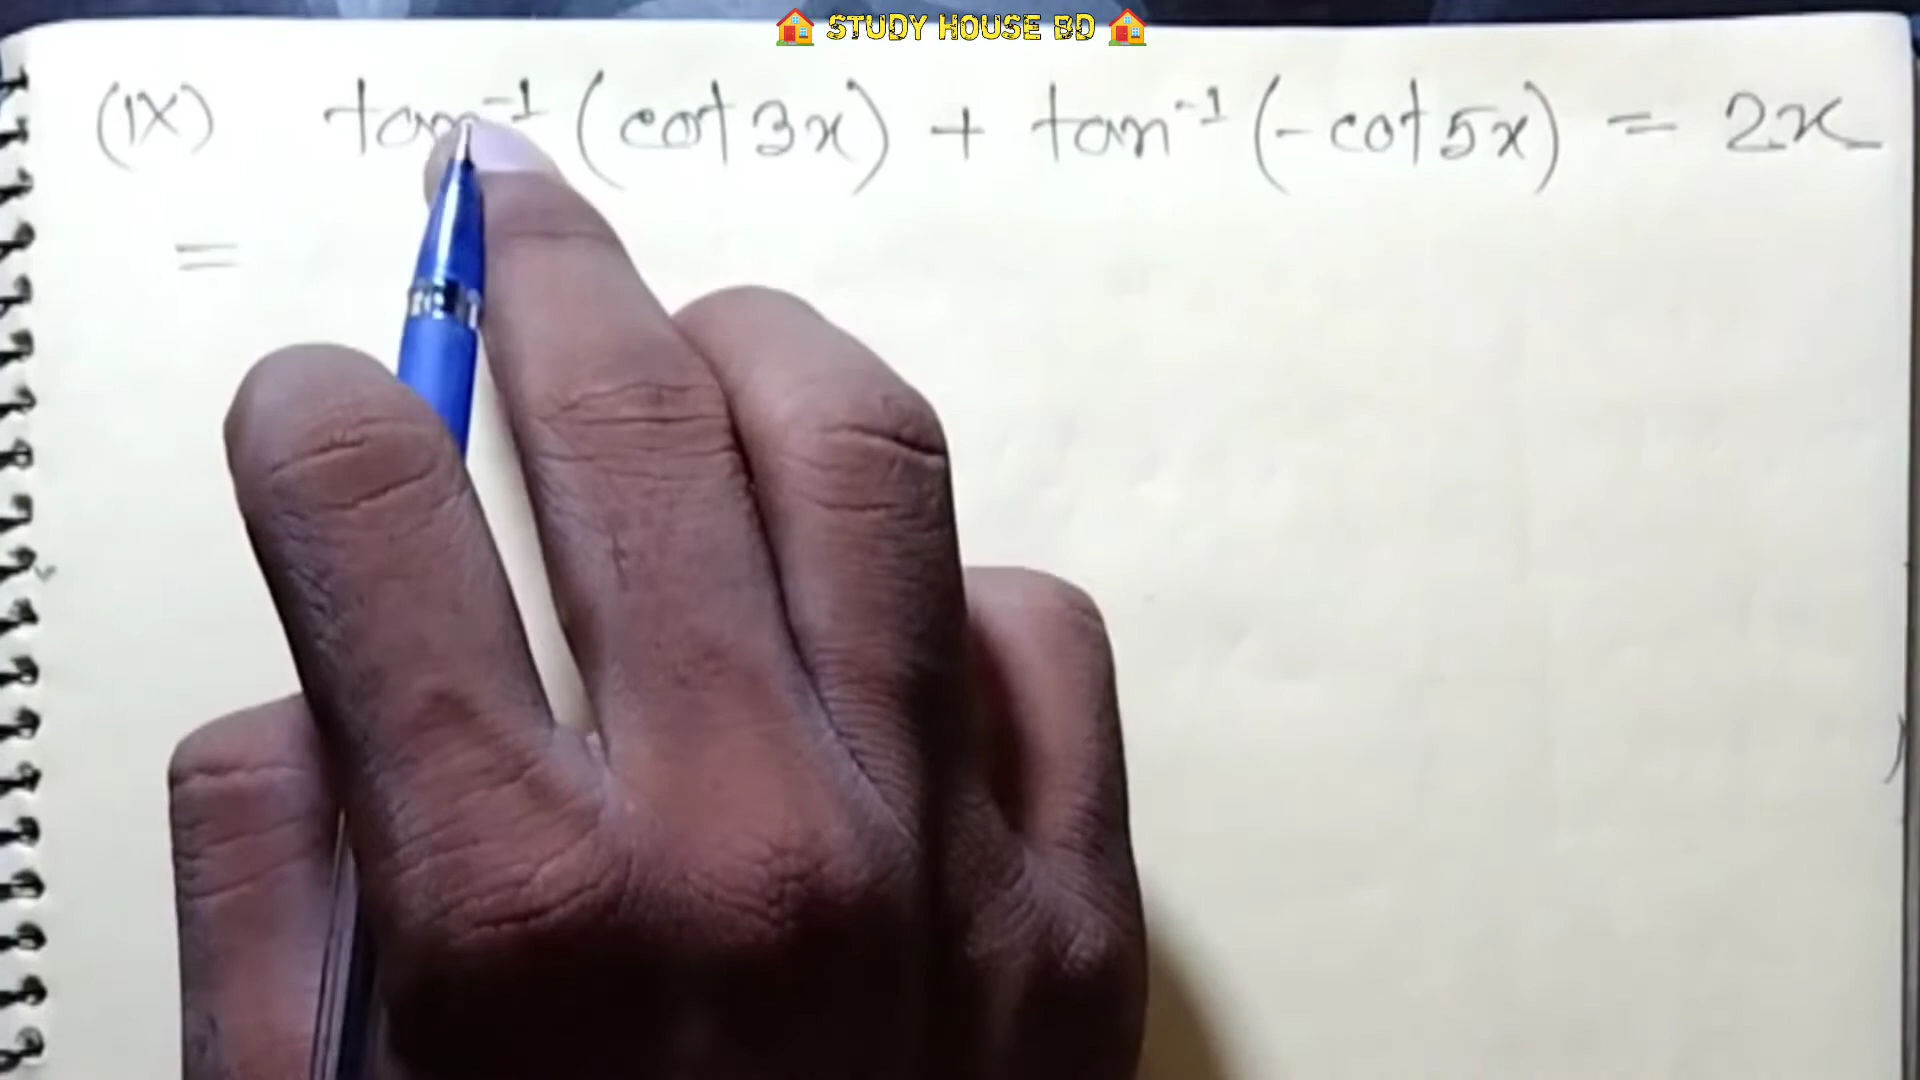 🏠 STUDY HOUSE BD 🏠
(IX) tan⁻¹ (cot 3x) + tan⁻¹ (- cot 5x) = 2x
=